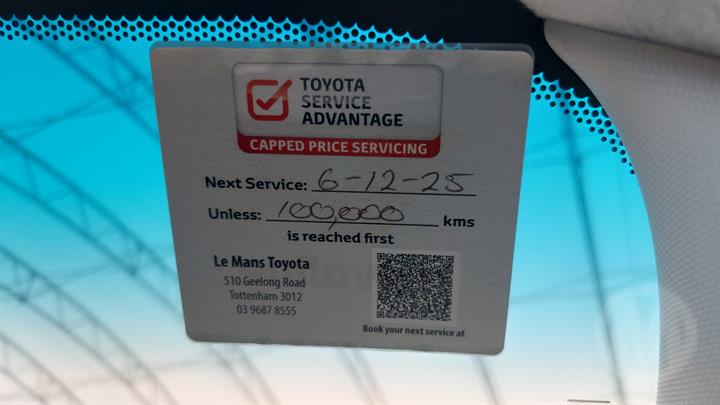 TOYOTA
SERVICE
ADVANTAGE
CAPPED PRICE SERVICING
Next Service: 6-12-25
Unless: 100,000 kms
is reached first
Le Mans Toyota
510 Geelong Road
Tottenham 3012
03 9687 8555
Book your next service at